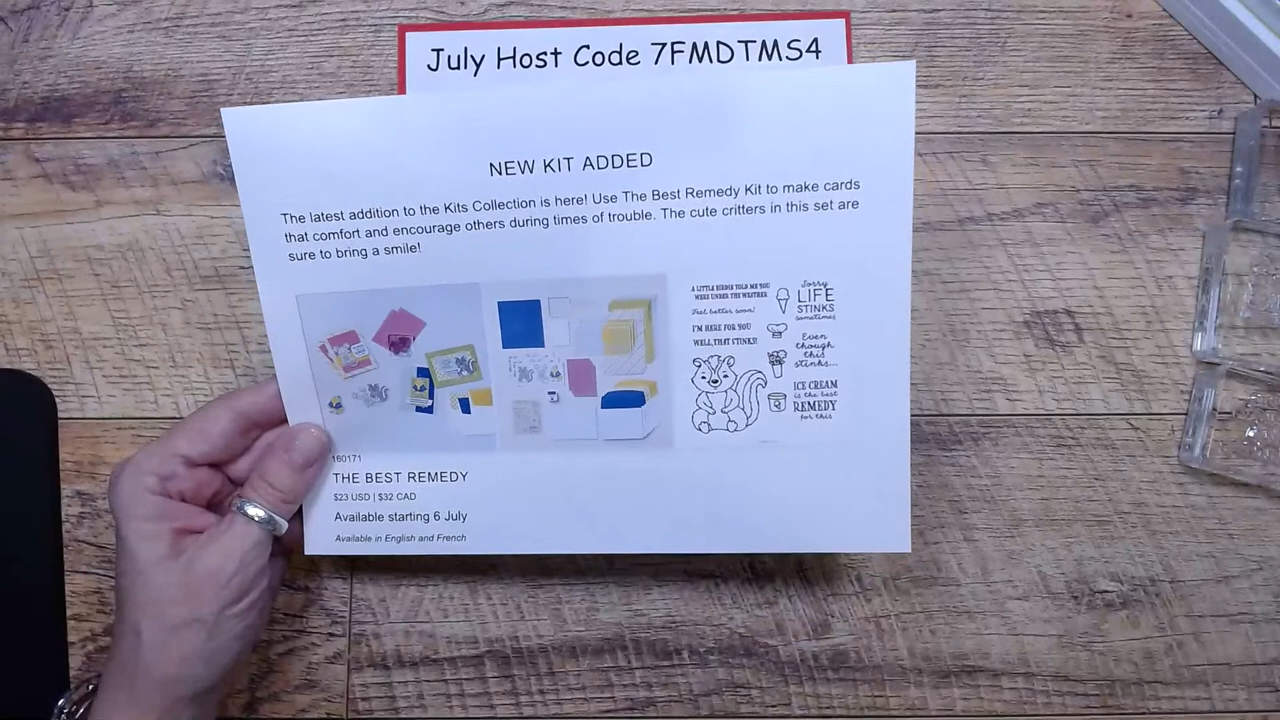 July Host Code 7FMDTMS4
NEW KIT ADDED
The latest addition to the Kits Collection is here! Use The Best Remedy Kit to make cards
that comfort and encourage others during times of trouble. The cute critters in this set are
sure to bring a smile!
A LITTLE BIRDIE TOLD ME YOU
WERE UNDER THE WEATHER
Feel better soon!
I'M HERE FOR YOU
WELL, THAT STINKS!
Sorry
LIFE
STINKS
sometimes
Even
though
this
stinks...
ICE CREAM
is the best
REMEDY
for this
160171
THE BEST REMEDY
$23 USD | $32 CAD
Available starting 6 July
Available in English and French